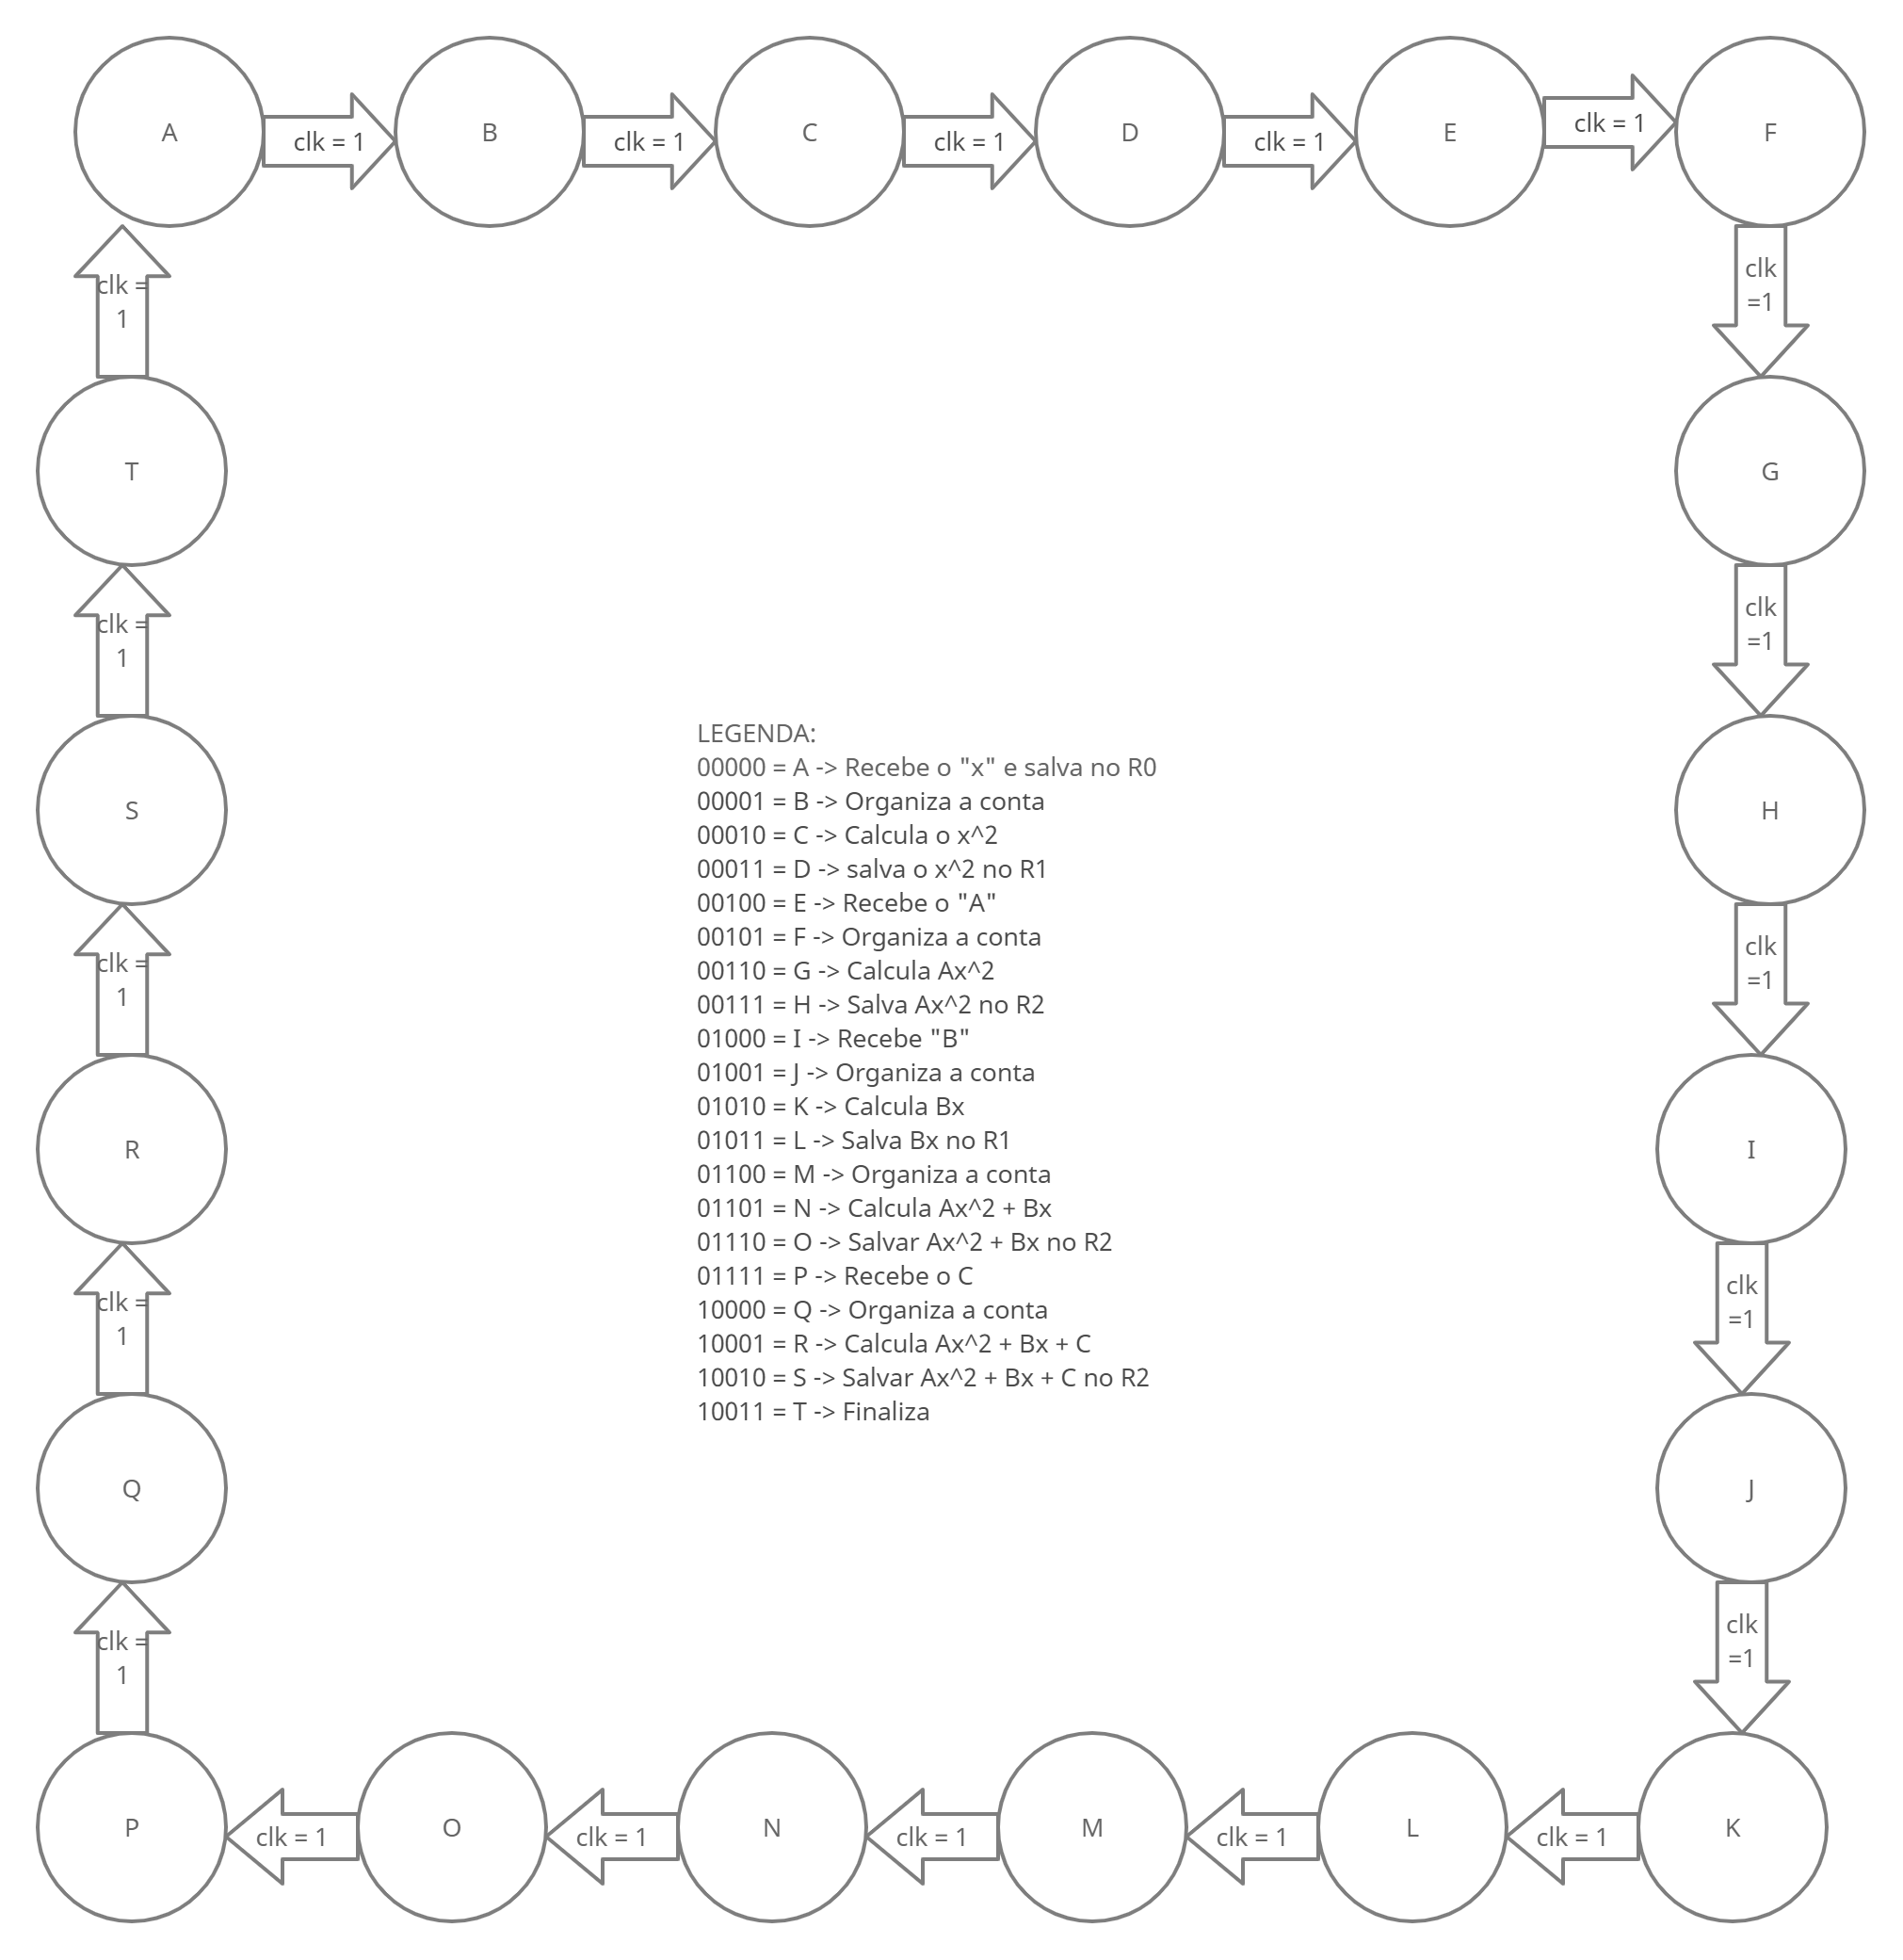 A
clk = 1
B
clk = 1
C
clk = 1
D
clk = 1
E
clk = 1
F
clk
=1
G
clk
=1
H
clk
=1
I
clk
=1
J
clk
=1
K
clk = 1
L
clk = 1
M
clk = 1
N
clk = 1
O
clk = 1
P
clk =
1
Q
clk =
1
R
clk =
1
S
clk =
1
T
clk =
1
LEGENDA:
00000 = A -> Recebe o "x" e salva no R0
00001 = B -> Organiza a conta
00010 = C -> Calcula o x^2
00011 = D -> salva o x^2 no R1
00100 = E -> Recebe o "A"
00101 = F -> Organiza a conta
00110 = G -> Calcula Ax^2
00111 = H -> Salva Ax^2 no R2
01000 = I -> Recebe "B"
01001 = J -> Organiza a conta
01010 = K -> Calcula Bx
01011 = L -> Salva Bx no R1
01100 = M -> Organiza a conta
01101 = N -> Calcula Ax^2 + Bx
01110 = O -> Salvar Ax^2 + Bx no R2
01111 = P -> Recebe o C
10000 = Q -> Organiza a conta
10001 = R -> Calcula Ax^2 + Bx + C
10010 = S -> Salvar Ax^2 + Bx + C no R2
10011 = T -> Finaliza